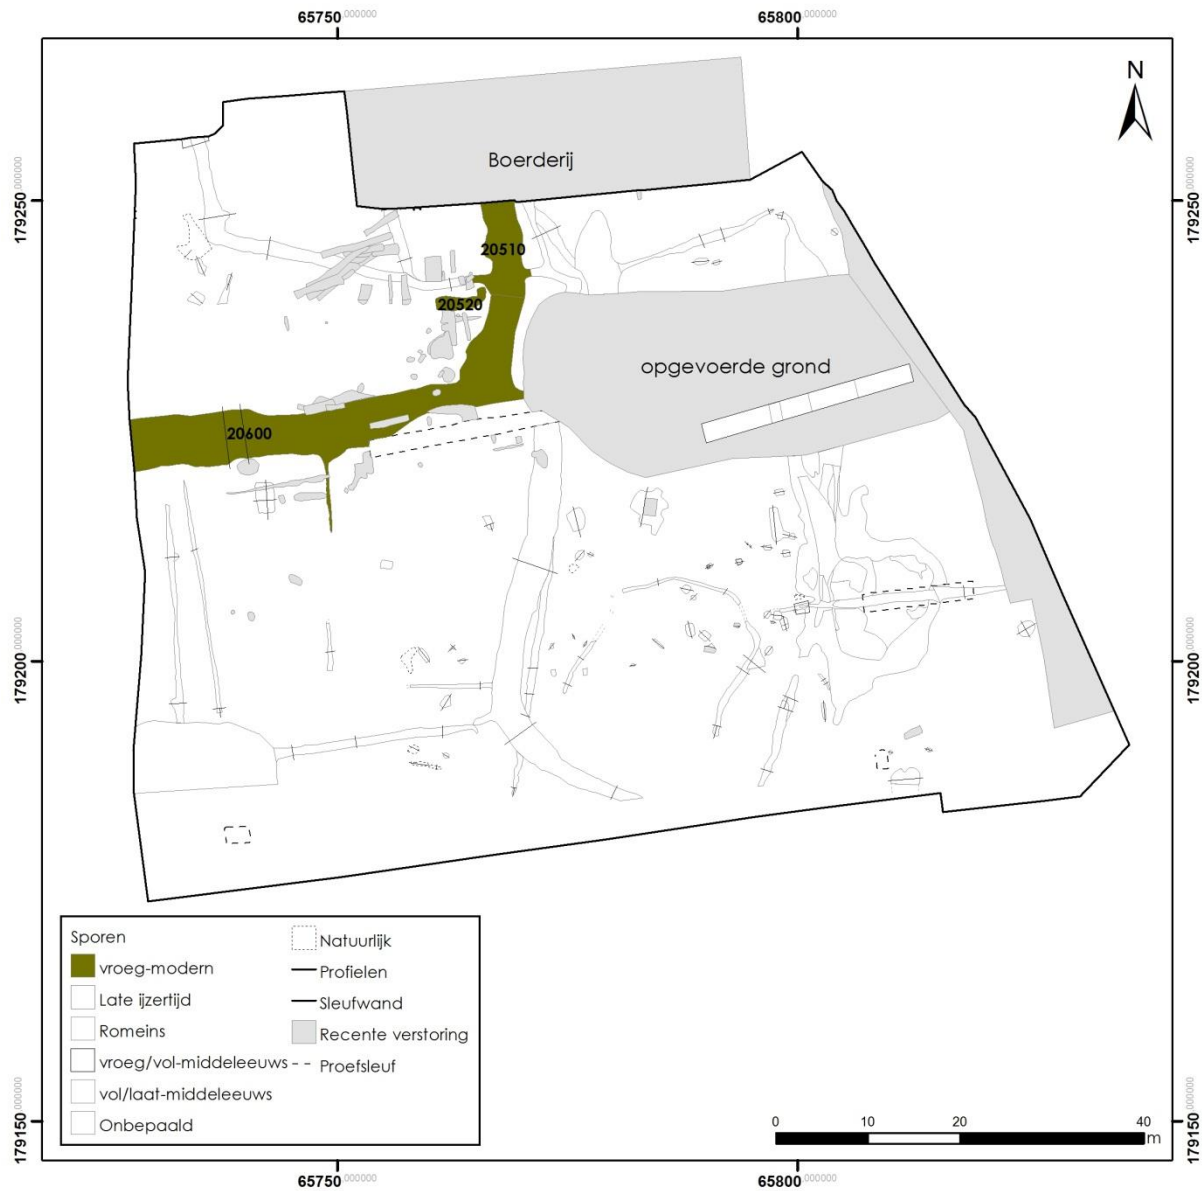 65750,000000
65800,000000
N
Boerderij
179250,000000
179250,000000
20510
20520
opgevoerde grond
20600
179200,000000
179200,000000
Sporen
vroeg-modern
Late ijzertijd
Romeins
vroeg/vol-middeleeuws
vol/laat-middeleeuws
Onbepaald
Natuurlijk
Profielen
Sleufwand
Recente verstoring
Proefsleuf
179150,000000
179150,000000
0 10 20 40
m
65750,000000
65800,000000